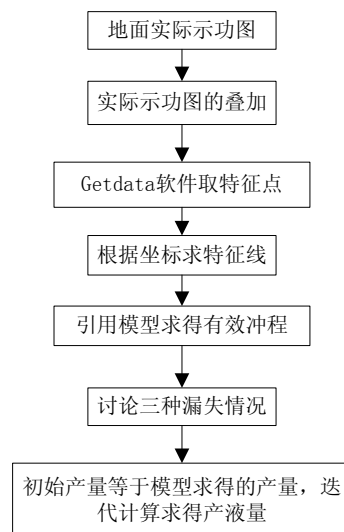 地面实际示功图
实际示功图的叠加
Getdata软件取特征点
根据坐标求特征线
引用模型求得有效冲程
讨论三种漏失情况
初始产量等于模型求得的产量，迭
代计算求得产液量